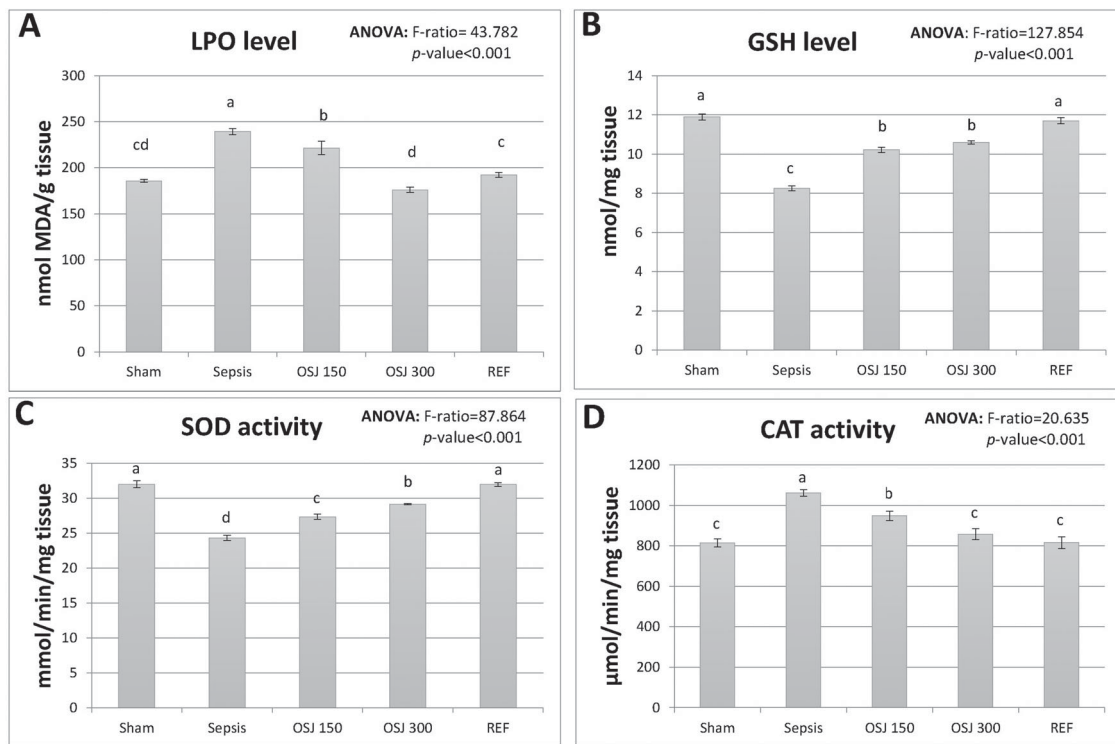 A
LPO level
ANOVA: F-ratio= 43.782
p-value<0.001
nmol MDA/g tissue
300
250
200
150
100
50
0
cd
a
b
d
c
Sham Sepsis OSJ 150 OSJ 300 REF
B
GSH level
ANOVA: F-ratio=127.854
p-value<0.001
nmol/mg tissue
14
12
10
8
6
4
2
0
a
c
b
b
a
Sham Sepsis OSJ 150 OSJ 300 REF
C
SOD activity
ANOVA: F-ratio=87.864
p-value<0.001
mmol/min/mg tissue
35
30
25
20
15
10
5
0
a
d
c
b
a
Sham Sepsis OSJ 150 OSJ 300 REF
D
CAT activity
ANOVA: F-ratio=20.635
p-value<0.001
µmol/min/mg tissue
1200
1000
800
600
400
200
0
c
a
b
c
c
Sham Sepsis OSJ 150 OSJ 300 REF